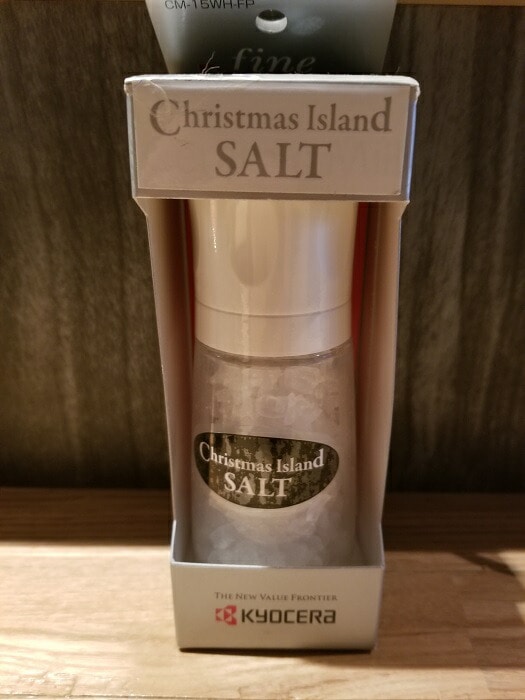 CM-15WH-FP
fine
Christmas Island
SALT
Christmas Island
SALT
THE NEW VALUE FRONTIER
KYOCERA